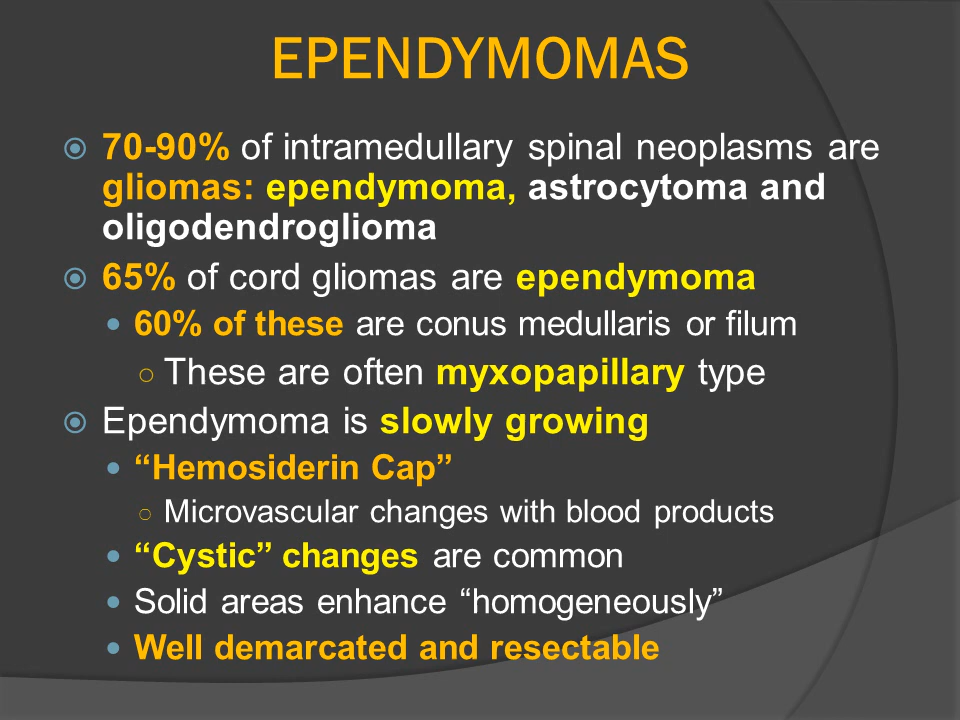 EPENDYMOMAS
70-90% of intramedullary spinal neoplasms are
gliomas: ependymoma, astrocytoma and
oligodendroglioma
65% of cord gliomas are ependymoma
60% of these are conus medullaris or filum
These are often myxopapillary type
Ependymoma is slowly growing
“Hemosiderin Cap”
Microvascular changes with blood products
“Cystic” changes are common
Solid areas enhance “homogeneously”
Well demarcated and resectable